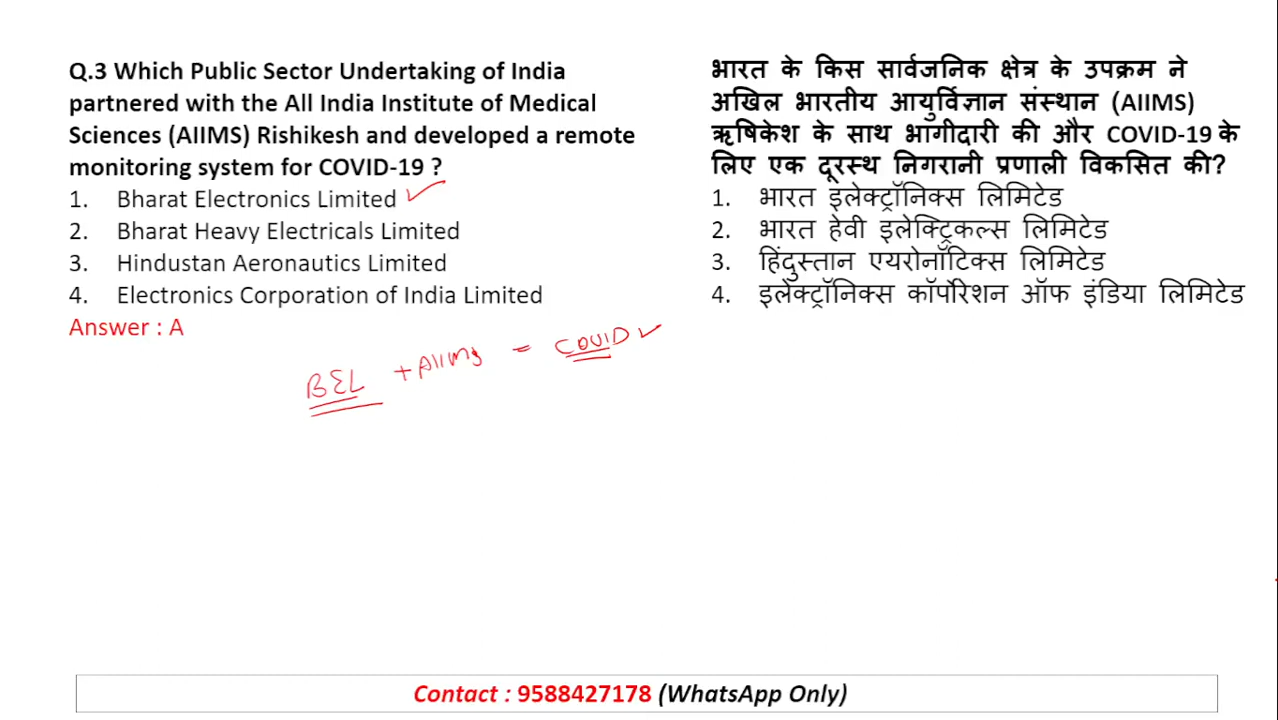 Q.3 Which Public Sector Undertaking of India
partnered with the All India Institute of Medical
Sciences (AIIMS) Rishikesh and developed a remote
monitoring system for COVID-19 ?
1. Bharat Electronics Limited
2. Bharat Heavy Electricals Limited
3. Hindustan Aeronautics Limited
4. Electronics Corporation of India Limited
Answer : A
BEL + AIIMS = COVID
भारत के किस सार्वजनिक क्षेत्र के उपक्रम ने
अखिल भारतीय आयुर्विज्ञान संस्थान (AIIMS)
ऋषिकेश के साथ भागीदारी की और COVID-19 के
लिए एक दूरस्थ निगरानी प्रणाली विकसित की?
1. भारत इलेक्ट्रॉनिक्स लिमिटेड
2. भारत हेवी इलेक्ट्रिकल्स लिमिटेड
3. हिंदुस्तान एयरोनॉटिक्स लिमिटेड
4. इलेक्ट्रॉनिक्स कॉर्पोरेशन ऑफ इंडिया लिमिटेड
Contact : 9588427178 (WhatsApp Only)